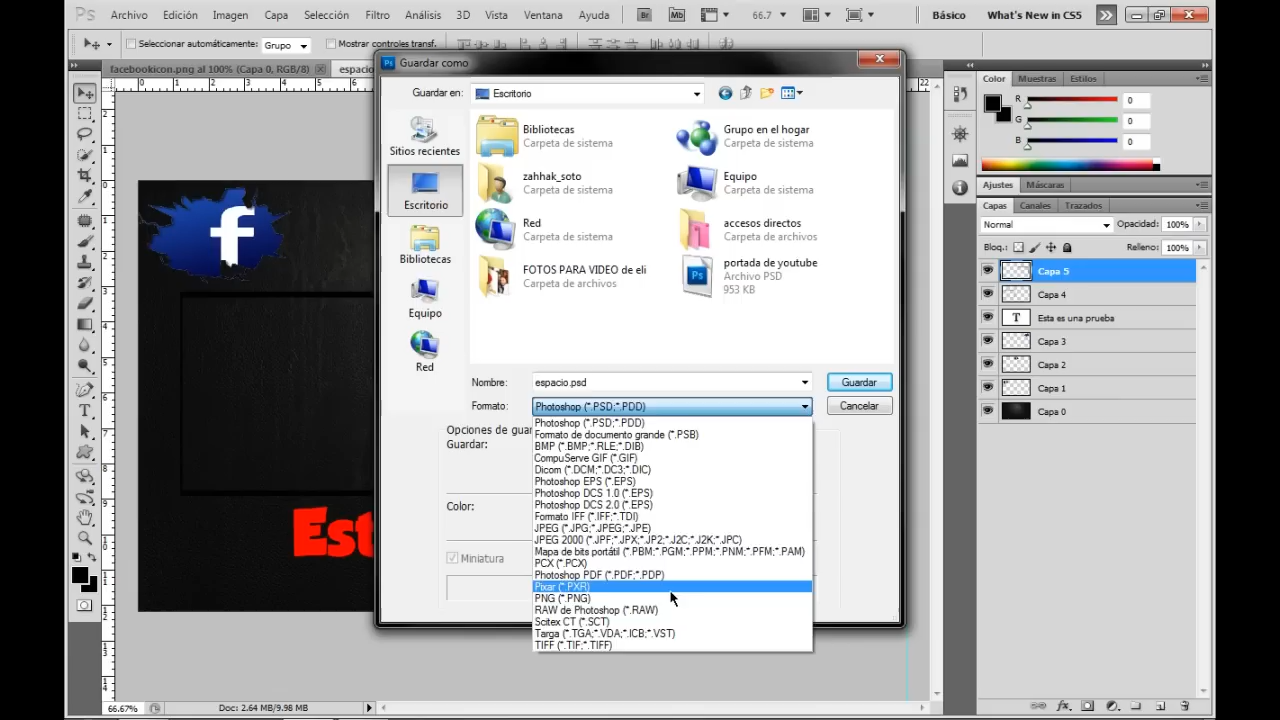 Ps Archivo Edición Imagen Capa Selección Filtro Análisis 3D Vista Ventana Ayuda Br Mb 66.7 Básico What's New in CS5
Seleccionar automáticamente: Grupo Mostrar controles transf.
facebookicon.png al 100% (Capa 0, RGB/8) espacio
Ps Guardar como
Guardar en: Escritorio
Sitios recientes
Escritorio
Bibliotecas
Equipo
Red
Bibliotecas
Carpeta de sistema
Grupo en el hogar
Carpeta de sistema
zahhak_soto
Carpeta de sistema
Equipo
Carpeta de sistema
Red
Carpeta de sistema
accesos directos
Carpeta de archivos
FOTOS PARA VIDEO de eli
Carpeta de archivos
portada de youtube
Archivo PSD
953 KB
Nombre: espacio.psd Guardar
Formato: Photoshop (*.PSD;*.PDD) Cancelar
Opciones de guar
Guardar:
Color:
Miniatura
Photoshop (*.PSD;*.PDD)
Formato de documento grande (*.PSB)
BMP (*.BMP;*.RLE;*.DIB)
CompuServe GIF (*.GIF)
Dicom (*.DCM;*.DC3;*.DIC)
Photoshop EPS (*.EPS)
Photoshop DCS 1.0 (*.EPS)
Photoshop DCS 2.0 (*.EPS)
Formato IFF (*.IFF;*.TDI)
JPEG (*.JPG;*.JPEG;*.JPE)
JPEG 2000 (*.JPF;*.JPX;*.JP2;*.J2C;*.J2K;*.JPC)
Mapa de bits portátil (*.PBM;*.PGM;*.PPM;*.PNM;*.PFM;*.PAM)
PCX (*.PCX)
Photoshop PDF (*.PDF;*.PDP)
Pixar (*.PXR)
PNG (*.PNG)
RAW de Photoshop (*.RAW)
Scitex CT (*.SCT)
Targa (*.TGA;*.VDA;*.ICB;*.VST)
TIFF (*.TIF;*.TIFF)
f
Est
Color Muestras Estilos
R 0
G 0
B 0
Ajustes Máscaras
Capas Canales Trazados
Normal Opacidad: 100%
Bloq.: Relleno: 100%
Capa 5
Capa 4
T Esta es una prueba
Capa 3
Capa 2
Capa 1
Capa 0
66.67% Doc: 2.64 MB/9.98 MB